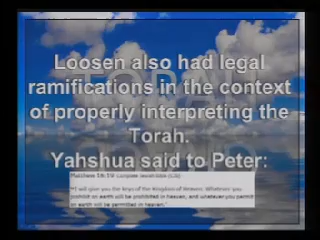 Loosen also had legal
ramifications in the context
of properly interpreting the
Torah.
Yahshua said to Peter:
Matthew 16:19 Complete Jewish Bible (CJB)
"I will give you the keys of the Kingdom of Heaven. Whatever you
prohibit on earth will be prohibited in heaven, and whatever you permit
on earth will be permitted in heaven."